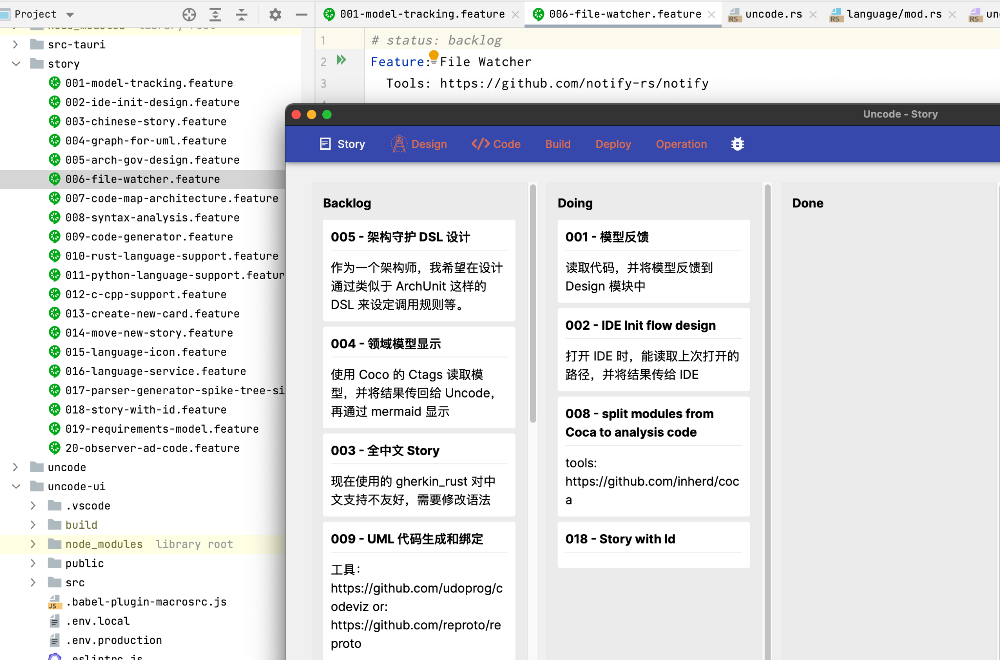 Project
001-model-tracking.feature
006-file-watcher.feature
uncode.rs
language/mod.rs
node_modules library root
src-tauri
story
001-model-tracking.feature
002-ide-init-design.feature
003-chinese-story.feature
004-graph-for-uml.feature
005-arch-gov-design.feature
006-file-watcher.feature
007-code-map-architecture.feature
008-syntax-analysis.feature
009-code-generator.feature
010-rust-language-support.feature
011-python-language-support.featur
012-c-cpp-support.feature
013-create-new-card.feature
014-move-new-story.feature
015-language-icon.feature
016-language-service.feature
017-parser-generator-spike-tree-si
018-story-with-id.feature
019-requirements-model.feature
20-observer-ad-code.feature
uncode
uncode-ui
.vscode
build
node_modules library root
public
src
JS .babel-plugin-macrosrc.js
.env.local
.env.production
.eslintrc.js
1 # status: backlog
2 Feature: File Watcher
3 Tools: https://github.com/notify-rs/notify
Uncode - Story
Story Design </> Code Build Deploy Operation
Backlog
005 - 架构守护 DSL 设计
作为一个架构师，我希望在设计
通过类似于 ArchUnit 这样的
DSL 来设定调用规则等。
004 - 领域模型显示
使用 Coco 的 Ctags 读取模
型，并将结果传回给 Uncode，
再通过 mermaid 显示
003 - 全中文 Story
现在使用的 gherkin_rust 对中
文支持不友好，需要修改语法
009 - UML 代码生成和绑定
工具：
https://github.com/udoprog/c
odeviz or:
https://github.com/reproto/re
proto
Doing
001 - 模型反馈
读取代码，并将模型反馈到
Design 模块中
002 - IDE Init flow design
打开 IDE 时，能读取上次打开的
路径，并将结果传给 IDE
008 - split modules from
Coca to analysis code
tools:
https://github.com/inherd/coc
a
018 - Story with Id
Done